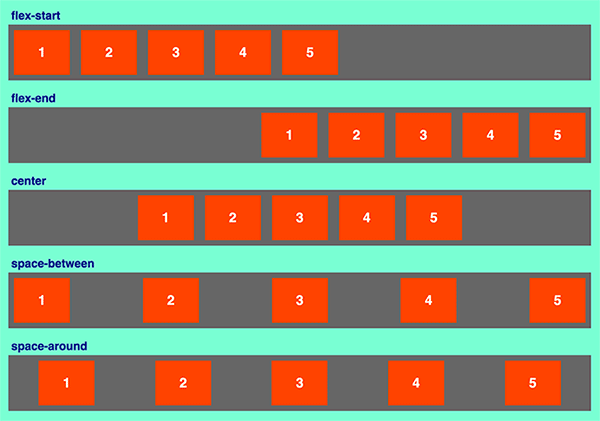 flex-start
1 2 3 4 5
flex-end
1 2 3 4 5
center
1 2 3 4 5
space-between
1 2 3 4 5
space-around
1 2 3 4 5